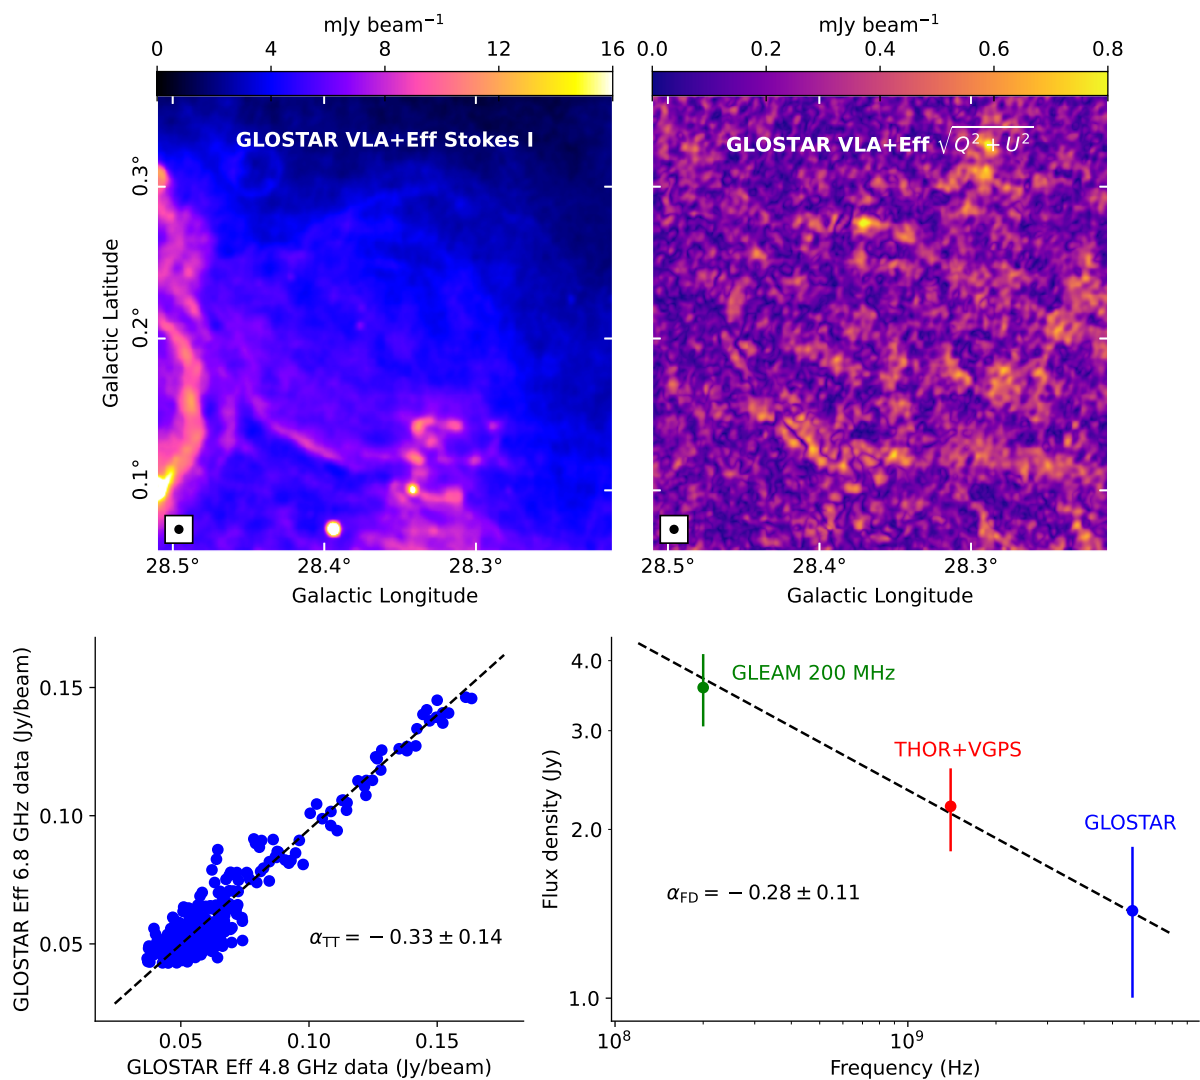 mJy beam⁻¹
0 4 8 12 16
GLOSTAR VLA+Eff Stokes I
0.3°
0.2°
0.1°
Galactic Latitude
28.5° 28.4° 28.3°
Galactic Longitude
mJy beam⁻¹
0.0 0.2 0.4 0.6 0.8
GLOSTAR VLA+Eff √(Q² + U²)
28.5° 28.4° 28.3°
Galactic Longitude
GLOSTAR Eff 6.8 GHz data (Jy/beam)
0.15
0.10
0.05
α_TT = −0.33 ± 0.14
0.05 0.10 0.15
GLOSTAR Eff 4.8 GHz data (Jy/beam)
Flux density (Jy)
4.0
3.0
2.0
1.0
GLEAM 200 MHz
THOR+VGPS
GLOSTAR
α_FD = −0.28 ± 0.11
10⁸ 10⁹
Frequency (Hz)